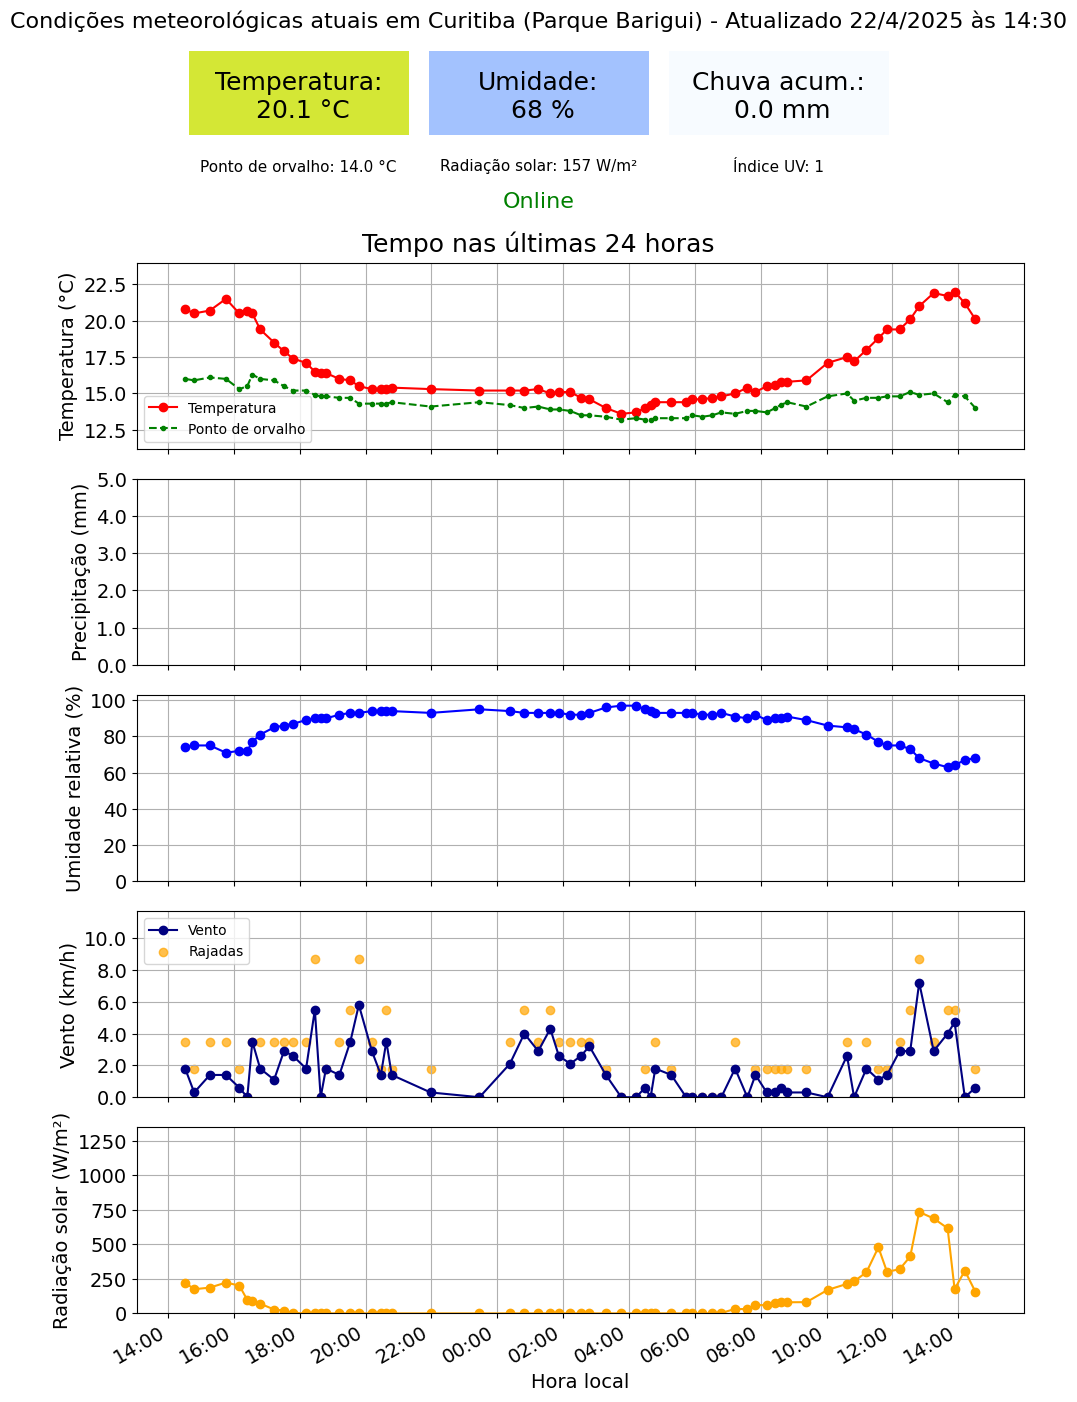 Condições meteorológicas atuais em Curitiba (Parque Barigui) - Atualizado 22/4/2025 às 14:30
Temperatura:
20.1 °C
Umidade:
68 %
Chuva acum.:
0.0 mm
Ponto de orvalho: 14.0 °C
Radiação solar: 157 W/m²
Índice UV: 1
Online
Tempo nas últimas 24 horas
Temperatura (°C)
22.5
20.0
17.5
15.0
12.5
Temperatura
Ponto de orvalho
Precipitação (mm)
5.0
4.0
3.0
2.0
1.0
0.0
Umidade relativa (%)
100
80
60
40
20
0
Vento (km/h)
10.0
8.0
6.0
4.0
2.0
0.0
Vento
Rajadas
Radiação solar (W/m²)
1250
1000
750
500
250
0
14:00
16:00
18:00
20:00
22:00
00:00
02:00
04:00
06:00
08:00
10:00
12:00
14:00
Hora local